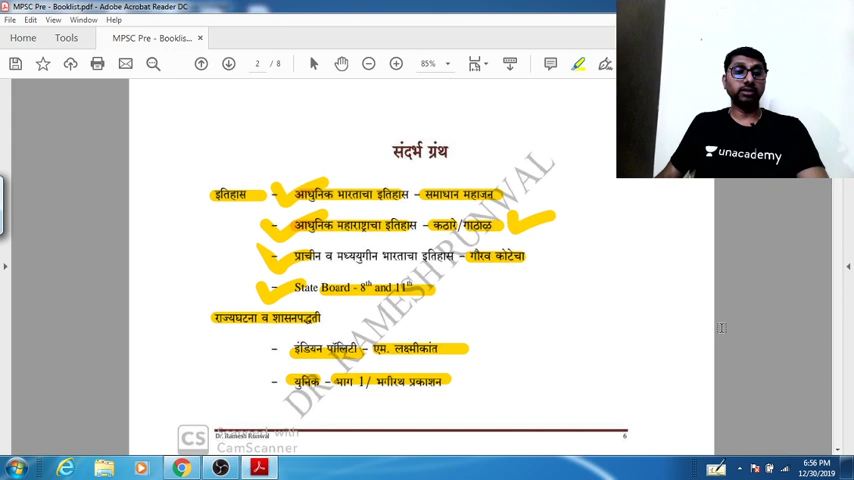 MPSC Pre - Booklist.pdf - Adobe Acrobat Reader DC
File Edit View Window Help
Home Tools MPSC Pre - Booklis... ×
2 / 8 85%
संदर्भ ग्रंथ
इतिहास - आधुनिक भारताचा इतिहास - समाधान महाजन
- आधुनिक महाराष्ट्राचा इतिहास - कठारे/गाठाळ
- प्राचीन व मध्ययुगीन भारताचा इतिहास - गौरव कोटेचा
- State Board - 8th and 11th
राज्यघटना व शासनपद्धती
- इंडियन पॉलिटी - एम. लक्ष्मीकांत
- युनिक - भाग 1/ भगीरथ प्रकाशन
DR. RAMESH RUNWAL
CS Scanned with
CamScanner
Dr. Ramesh Runwal 6
unacademy
6:56 PM
12/30/2019